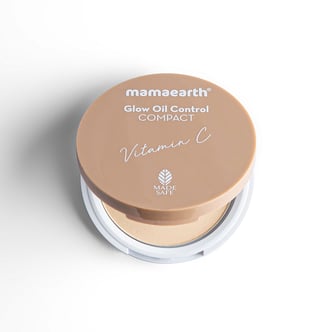 mamaearth®
Glow Oil Control
COMPACT
Vitamin C
MADE
SAFE